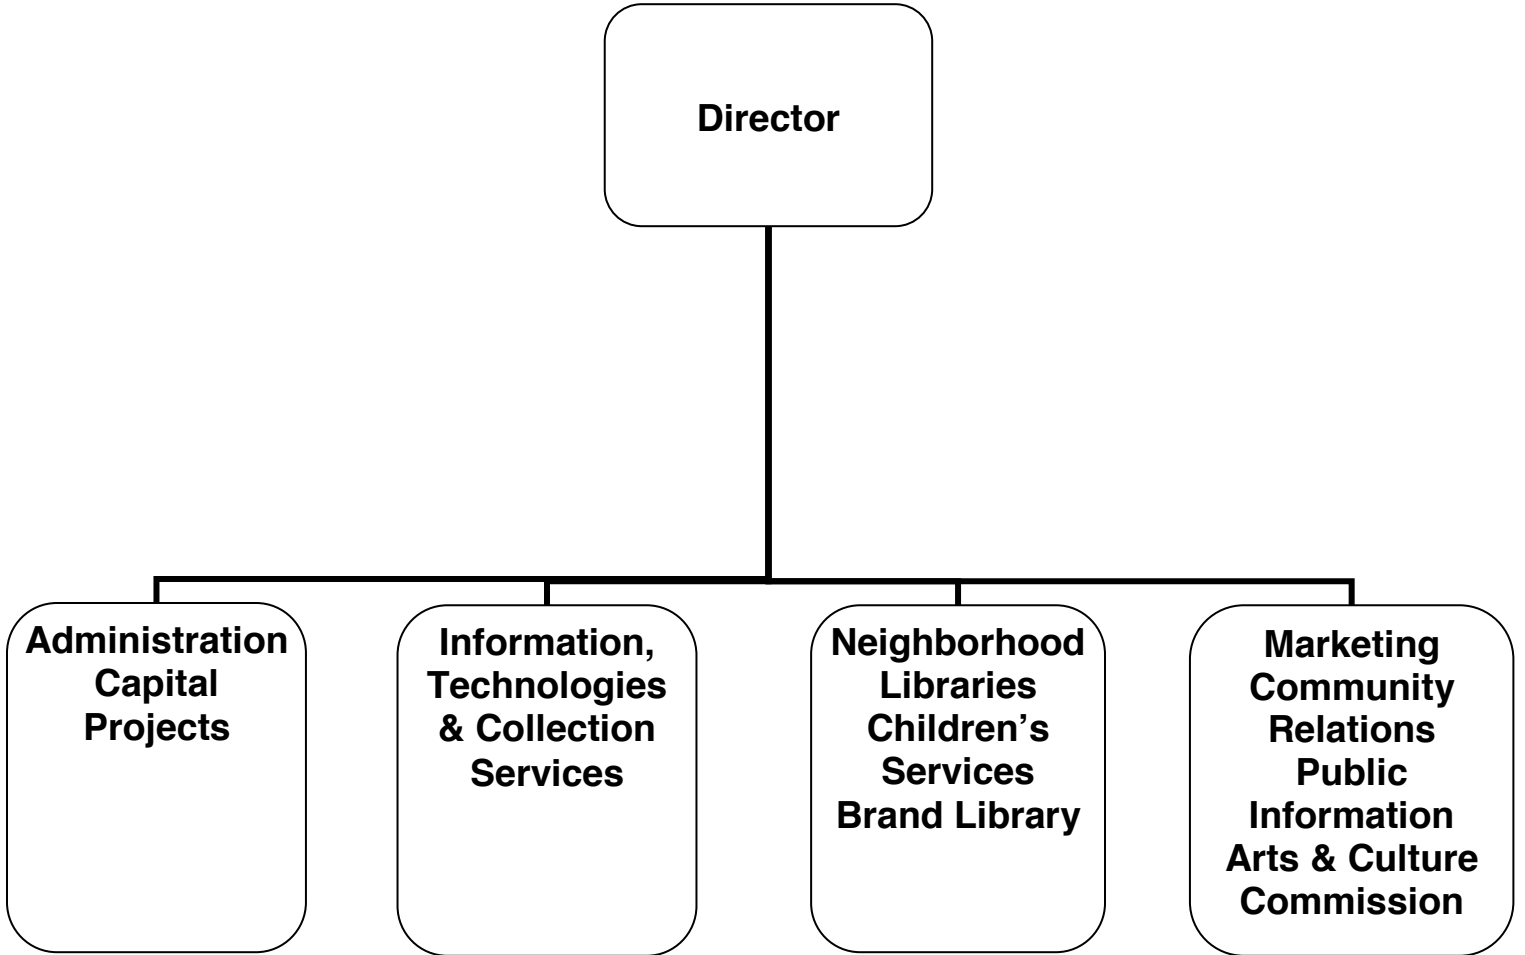 Director
Administration
Capital
Projects
Information,
Technologies
& Collection
Services
Neighborhood
Libraries
Children’s
Services
Brand Library
Marketing
Community
Relations
Public
Information
Arts & Culture
Commission